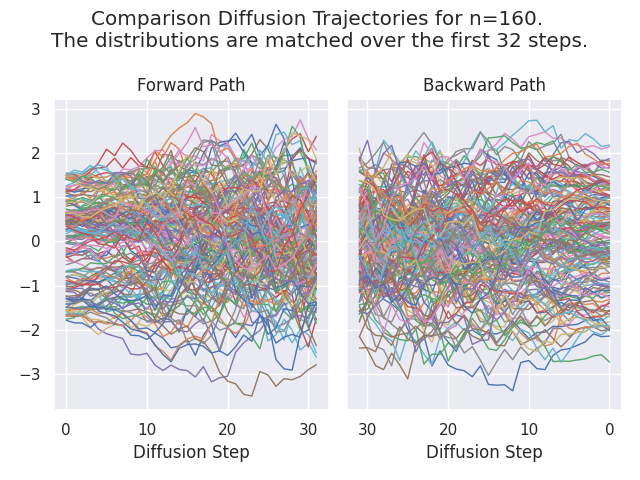 Comparison Diffusion Trajectories for n=160.
The distributions are matched over the first 32 steps.
Forward Path
Backward Path
3
2
1
0
−1
−2
−3
0 10 20 30
30 20 10 0
Diffusion Step
Diffusion Step